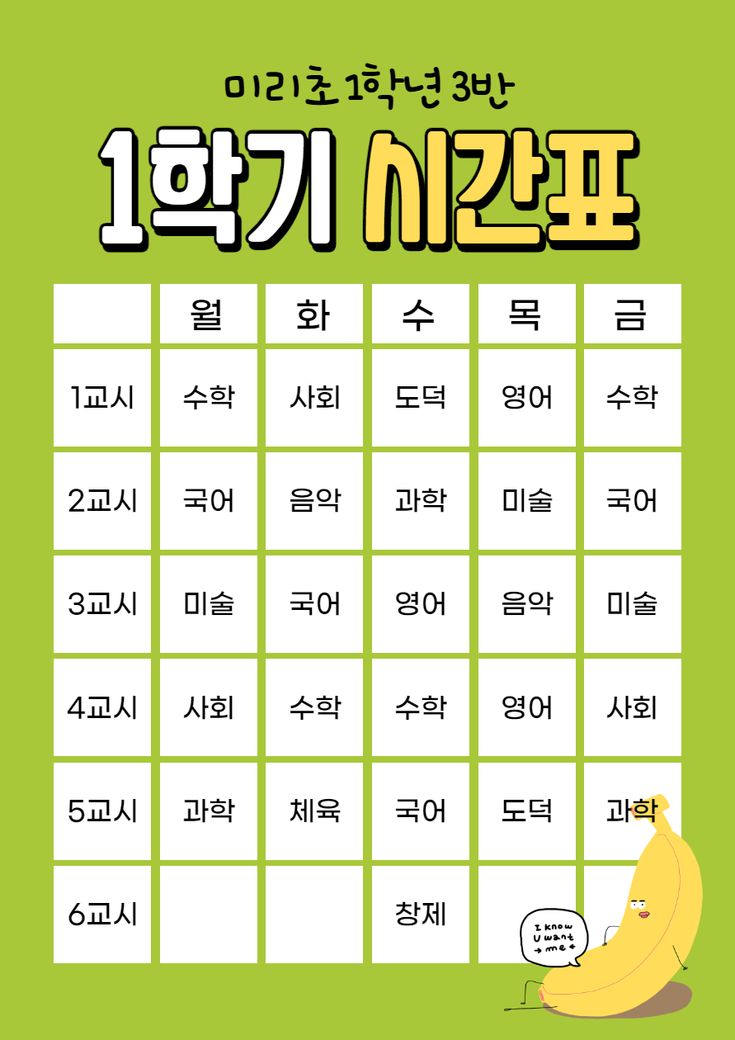 미리초 1학년 3반
1학기 시간표
월 화 수 목 금
1교시 수학 사회 도덕 영어 수학
2교시 국어 음악 과학 미술 국어
3교시 미술 국어 영어 음악 미술
4교시 사회 수학 수학 영어 사회
5교시 과학 체육 국어 도덕 과학
6교시 창제
I know
U want
me